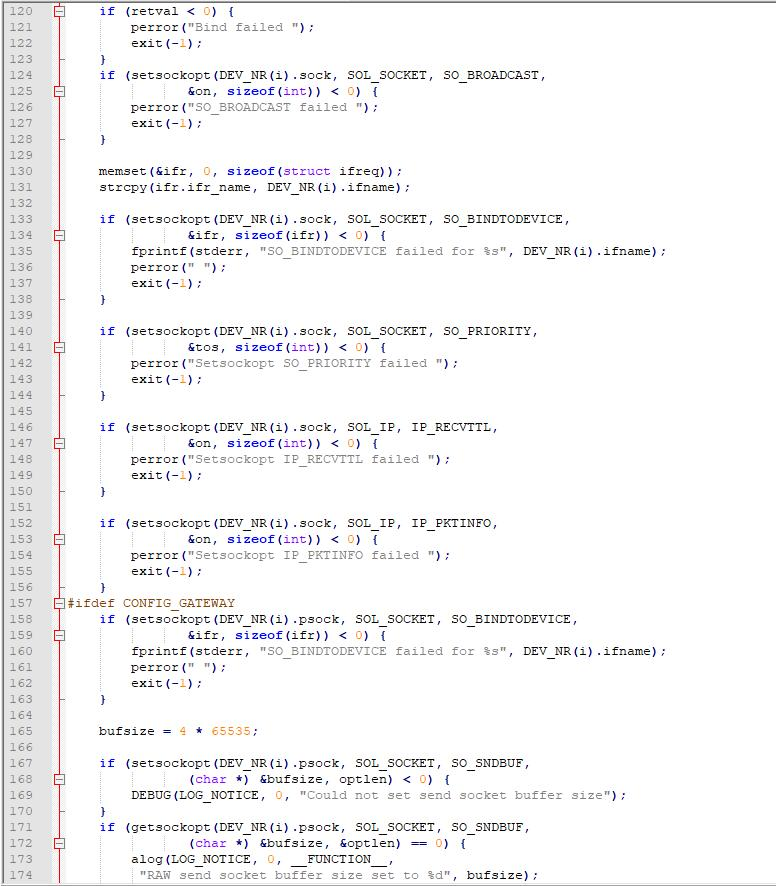 120 if (retval < 0) {
121 perror("Bind failed ");
122 exit(-1);
123 }
124 if (setsockopt(DEV_NR(i).sock, SOL_SOCKET, SO_BROADCAST,
125 &on, sizeof(int)) < 0) {
126 perror("SO_BROADCAST failed ");
127 exit(-1);
128 }
129
130 memset(&ifr, 0, sizeof(struct ifreq));
131 strcpy(ifr.ifr_name, DEV_NR(i).ifname);
132
133 if (setsockopt(DEV_NR(i).sock, SOL_SOCKET, SO_BINDTODEVICE,
134 &ifr, sizeof(ifr)) < 0) {
135 fprintf(stderr, "SO_BINDTODEVICE failed for %s", DEV_NR(i).ifname);
136 perror(" ");
137 exit(-1);
138 }
139
140 if (setsockopt(DEV_NR(i).sock, SOL_SOCKET, SO_PRIORITY,
141 &tos, sizeof(int)) < 0) {
142 perror("Setsockopt SO_PRIORITY failed ");
143 exit(-1);
144 }
145
146 if (setsockopt(DEV_NR(i).sock, SOL_IP, IP_RECVTTL,
147 &on, sizeof(int)) < 0) {
148 perror("Setsockopt IP_RECVTTL failed ");
149 exit(-1);
150 }
151
152 if (setsockopt(DEV_NR(i).sock, SOL_IP, IP_PKTINFO,
153 &on, sizeof(int)) < 0) {
154 perror("Setsockopt IP_PKTINFO failed ");
155 exit(-1);
156 }
157 #ifdef CONFIG_GATEWAY
158 if (setsockopt(DEV_NR(i).psock, SOL_SOCKET, SO_BINDTODEVICE,
159 &ifr, sizeof(ifr)) < 0) {
160 fprintf(stderr, "SO_BINDTODEVICE failed for %s", DEV_NR(i).ifname);
161 perror(" ");
162 exit(-1);
163 }
164
165 bufsize = 4 * 65535;
166
167 if (setsockopt(DEV_NR(i).psock, SOL_SOCKET, SO_SNDBUF,
168 (char *) &bufsize, optlen) < 0) {
169 DEBUG(LOG_NOTICE, 0, "Could not set send socket buffer size");
170 }
171 if (getsockopt(DEV_NR(i).psock, SOL_SOCKET, SO_SNDBUF,
172 (char *) &bufsize, &optlen) == 0) {
173 alog(LOG_NOTICE, 0, __FUNCTION__,
174 "RAW send socket buffer size set to %d", bufsize);